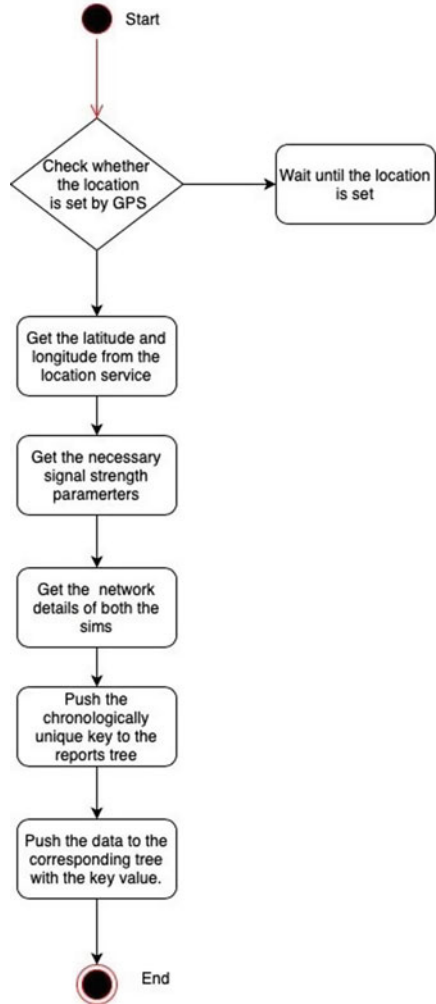 Start
Check whether
the location
is set by GPS
Wait until the location
is set
Get the latitude and
longitude from the
location service
Get the necessary
signal strength
paramerters
Get the  network
details of both the
sims
Push the
chronologically
unique key to the
reports tree
Push the data to the
corresponding tree
with the key value.
End